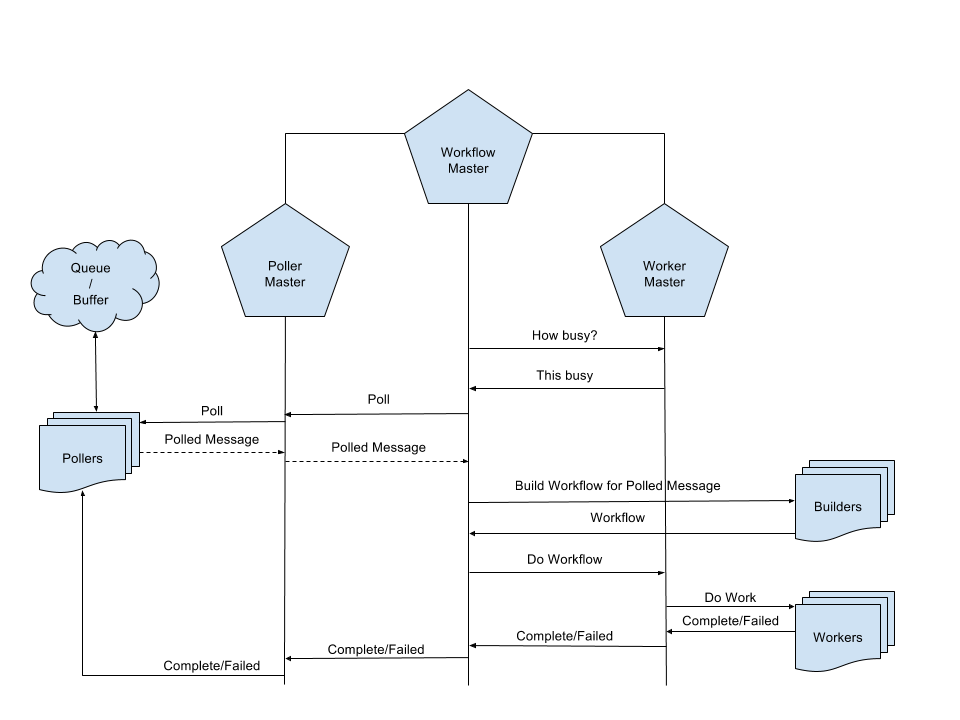 Workflow
Master
Poller
Master
Worker
Master
Queue
/
Buffer
How busy?
This busy
Poll
Poll
Polled Message
Polled Message
Pollers
Build Workflow for Polled Message
Builders
Workflow
Do Workflow
Do Work
Complete/Failed
Workers
Complete/Failed
Complete/Failed
Complete/Failed